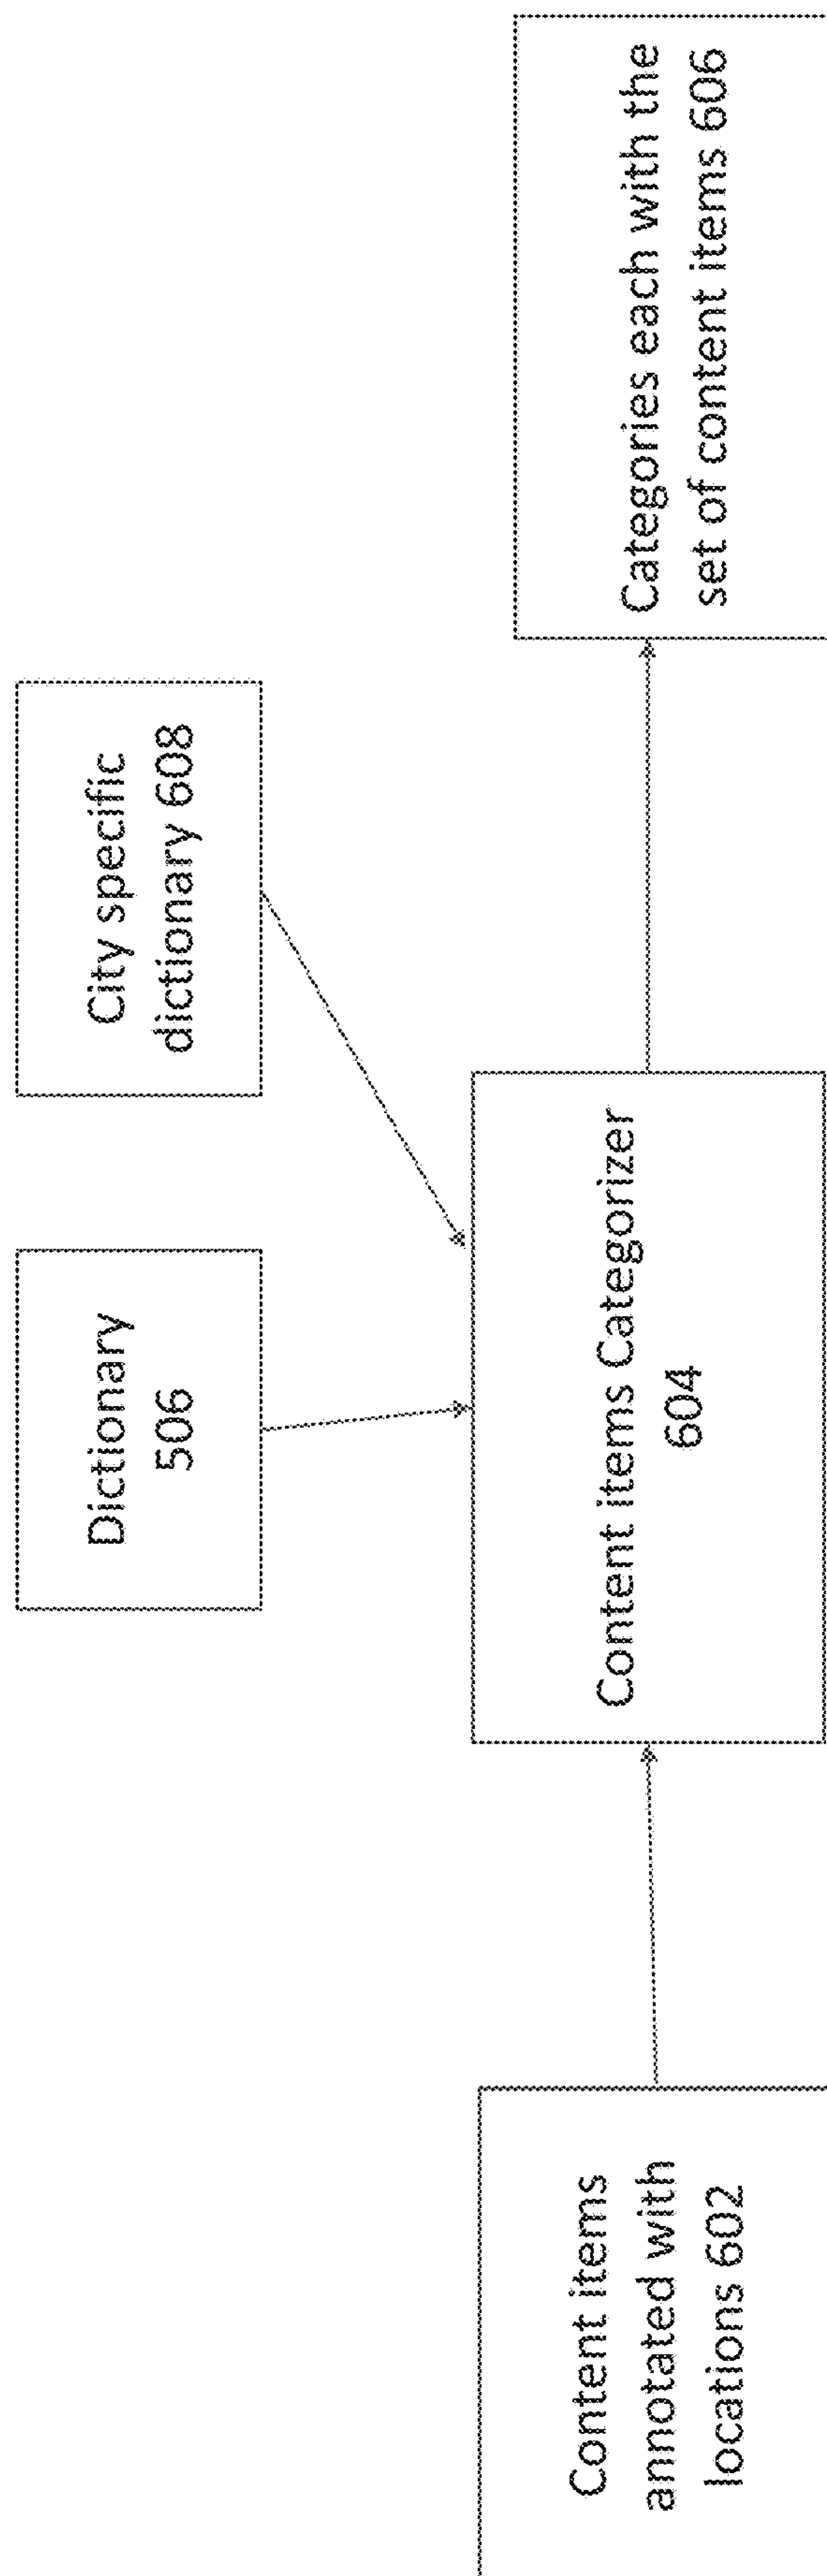 Dictionary
506
City specific
dictionary 608
Content items
annotated with
locations 602
Content items Categorizer
604
Categories each with the
set of content items 606